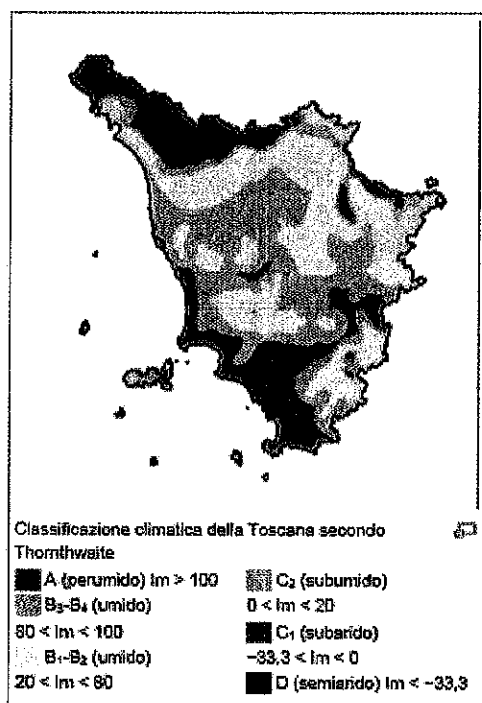 Classificazione climatica della Toscana secondo
Thornthwaite
A (perumido) Im > 100
B₃-B₄ (umido)
80 < Im < 100
B₁-B₂ (umido)
20 < Im < 80
C₂ (subumido)
0 < Im < 20
C₁ (subarido)
−33,3 < Im < 0
D (semiarido) Im < −33,3